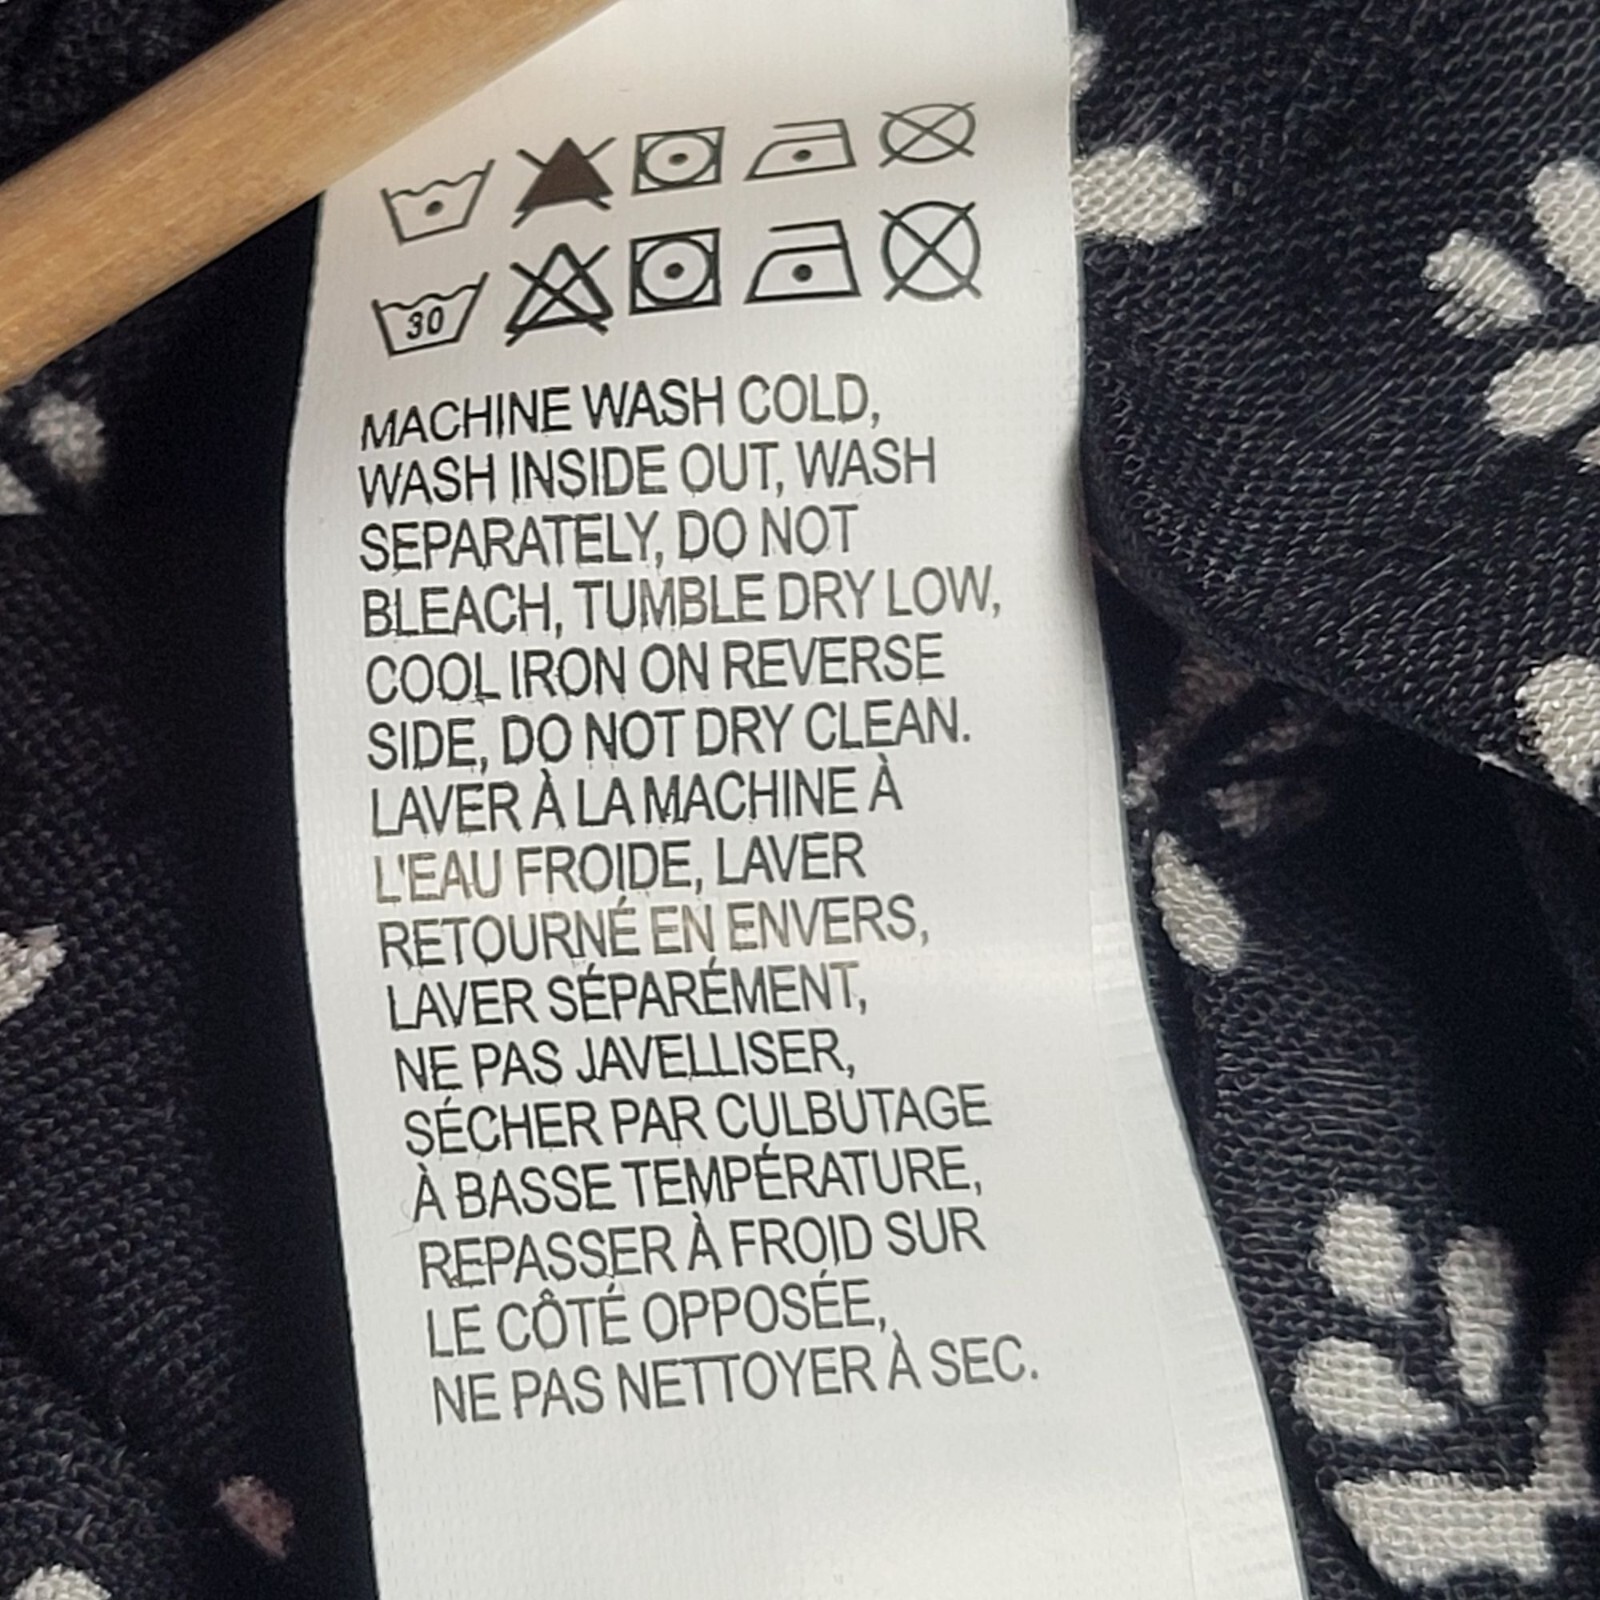 30
MACHINE WASH COLD,
WASH INSIDE OUT, WASH
SEPARATELY, DO NOT
BLEACH, TUMBLE DRY LOW,
COOL IRON ON REVERSE
SIDE, DO NOT DRY CLEAN.
LAVER À LA MACHINE À
L'EAU FROIDE, LAVER
RETOURNÉ EN ENVERS,
LAVER SÉPARÉMENT,
NE PAS JAVELLISER,
SÉCHER PAR CULBUTAGE
À BASSE TEMPÉRATURE,
REPASSER À FROID SUR
LE CÔTÉ OPPOSÉE,
NE PAS NETTOYER À SEC.